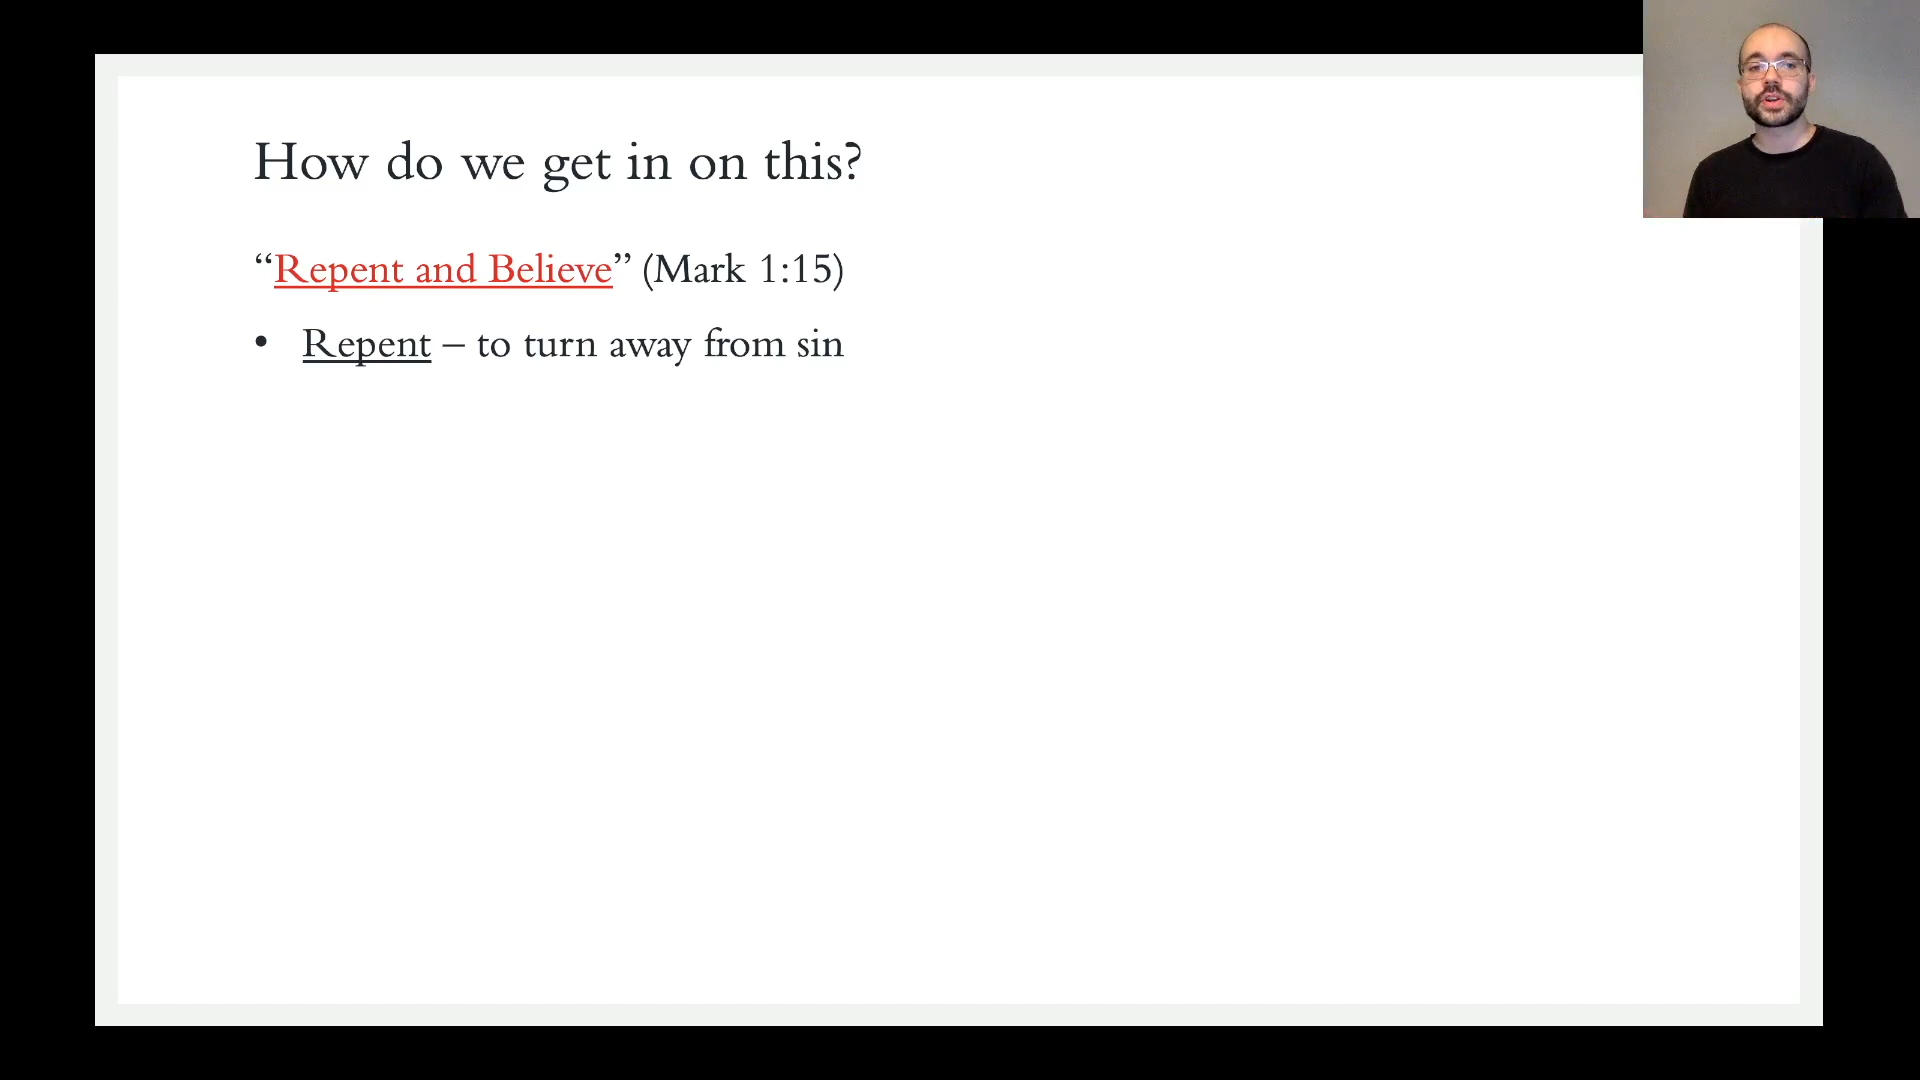 How do we get in on this?
“Repent and Believe” (Mark 1:15)
• Repent – to turn away from sin